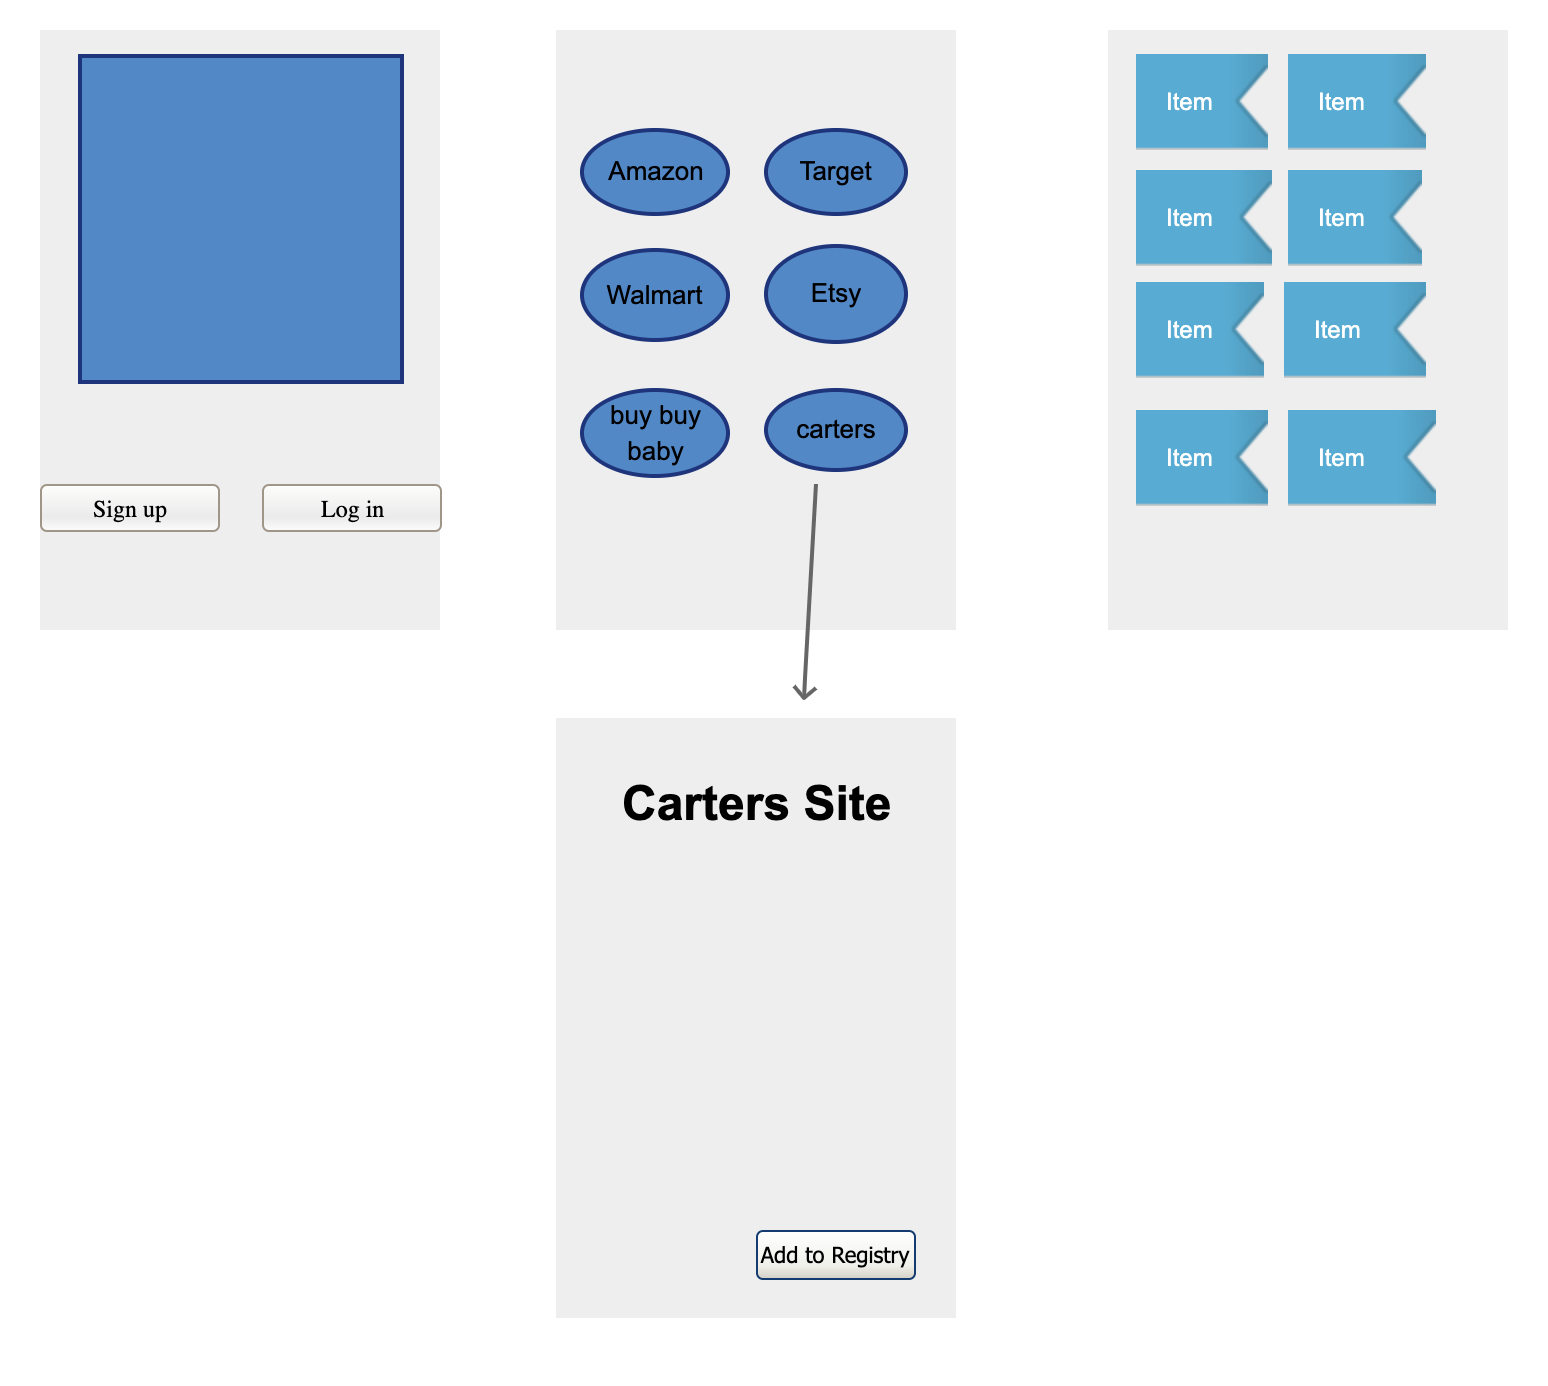 Sign up
Log in
Amazon
Target
Walmart
Etsy
buy buy
baby
carters
Carters Site
Add to Registry
Item
Item
Item
Item
Item
Item
Item
Item